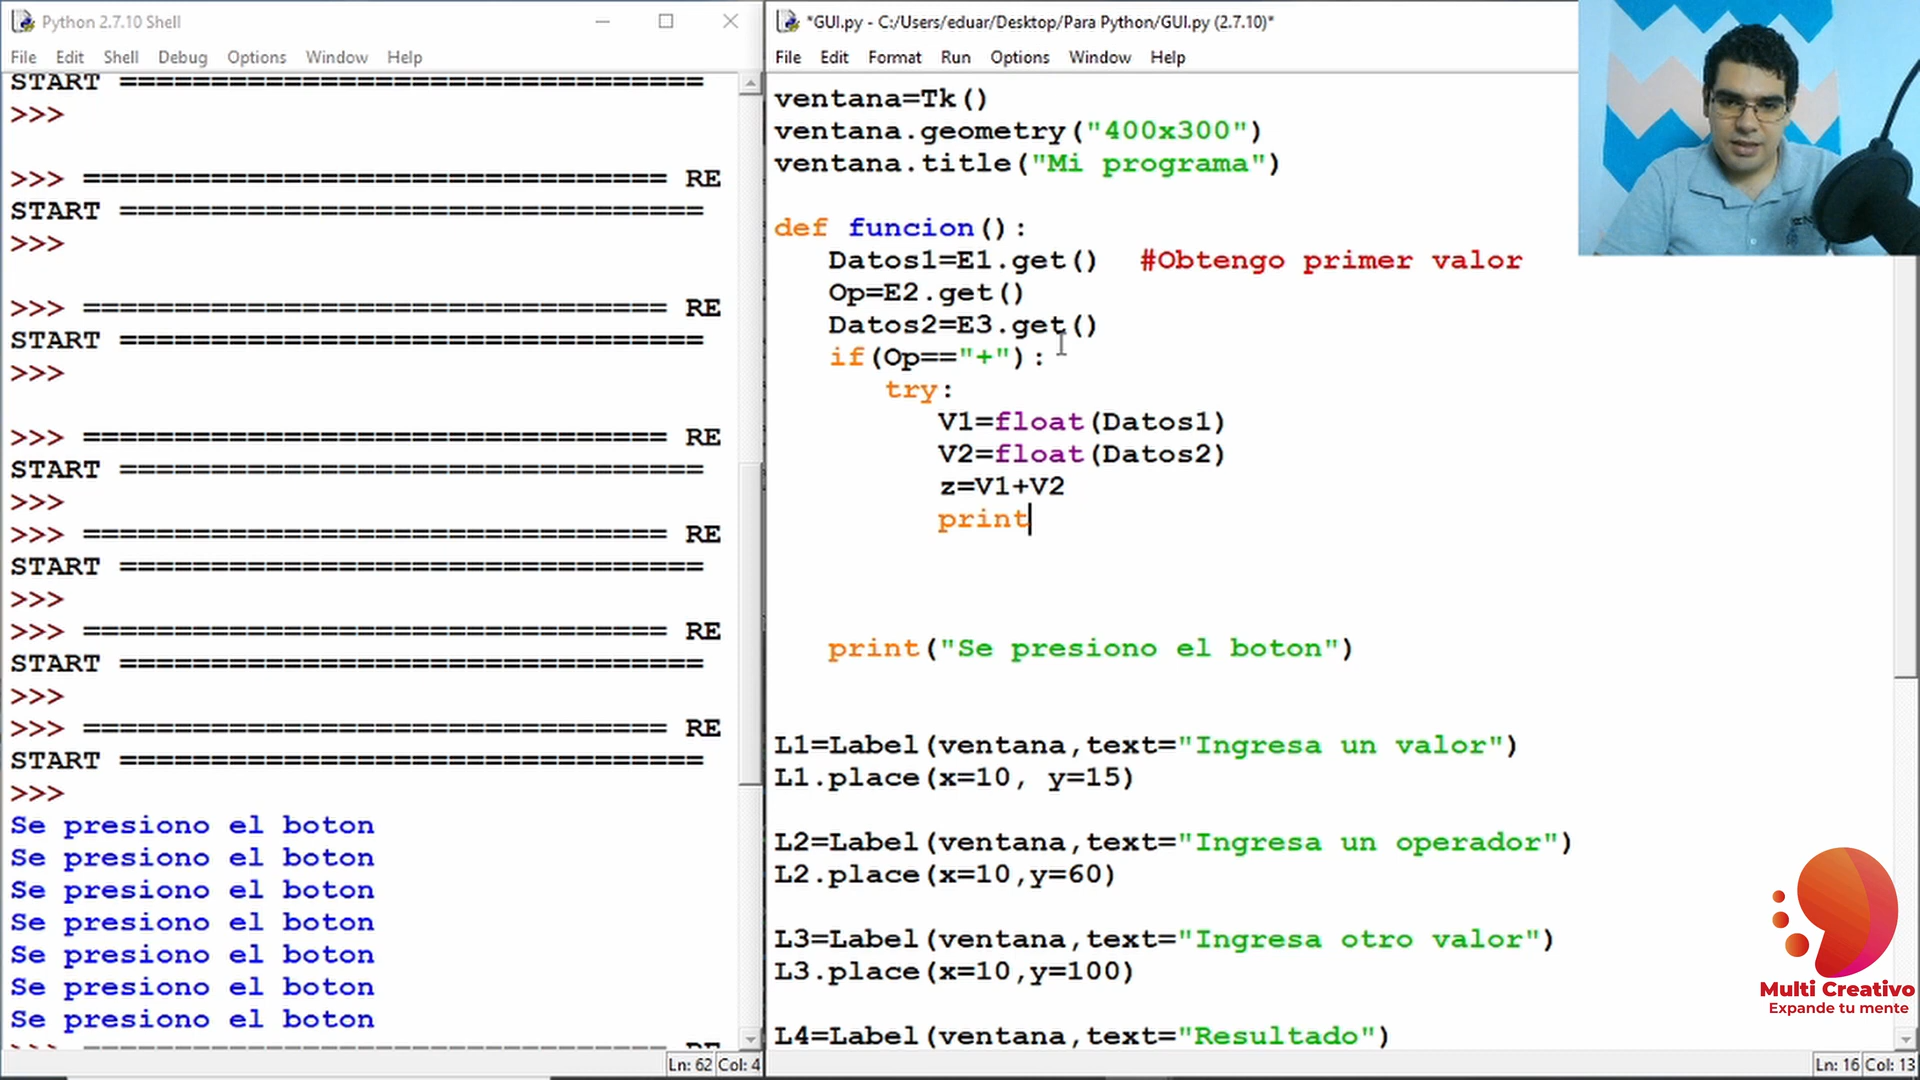 Python 2.7.10 Shell
File Edit Shell Debug Options Window Help
START ================================
>>>
>>> ================================ RE
START ================================
>>>
>>> ================================ RE
START ================================
>>>
>>> ================================ RE
START ================================
>>>
>>> ================================ RE
START ================================
>>>
>>> ================================ RE
START ================================
>>>
>>> ================================ RE
START ================================
>>>
Se presiono el boton
Se presiono el boton
Se presiono el boton
Se presiono el boton
Se presiono el boton
Se presiono el boton
Se presiono el boton
>>> ================================ RE
Ln: 62 Col: 4
*GUI.py - C:/Users/eduar/Desktop/Para Python/GUI.py (2.7.10)*
File Edit Format Run Options Window Help
ventana=Tk()
ventana.geometry("400x300")
ventana.title("Mi programa")
def funcion():
Datos1=E1.get() #Obtengo primer valor
Op=E2.get()
Datos2=E3.get()
if(Op=="+"):
try:
V1=float(Datos1)
V2=float(Datos2)
z=V1+V2
print
print("Se presiono el boton")
L1=Label(ventana,text="Ingresa un valor")
L1.place(x=10, y=15)
L2=Label(ventana,text="Ingresa un operador")
L2.place(x=10,y=60)
L3=Label(ventana,text="Ingresa otro valor")
L3.place(x=10,y=100)
L4=Label(ventana,text="Resultado")
Ln: 16 Col: 13
Multi Creativo
Expande tu mente